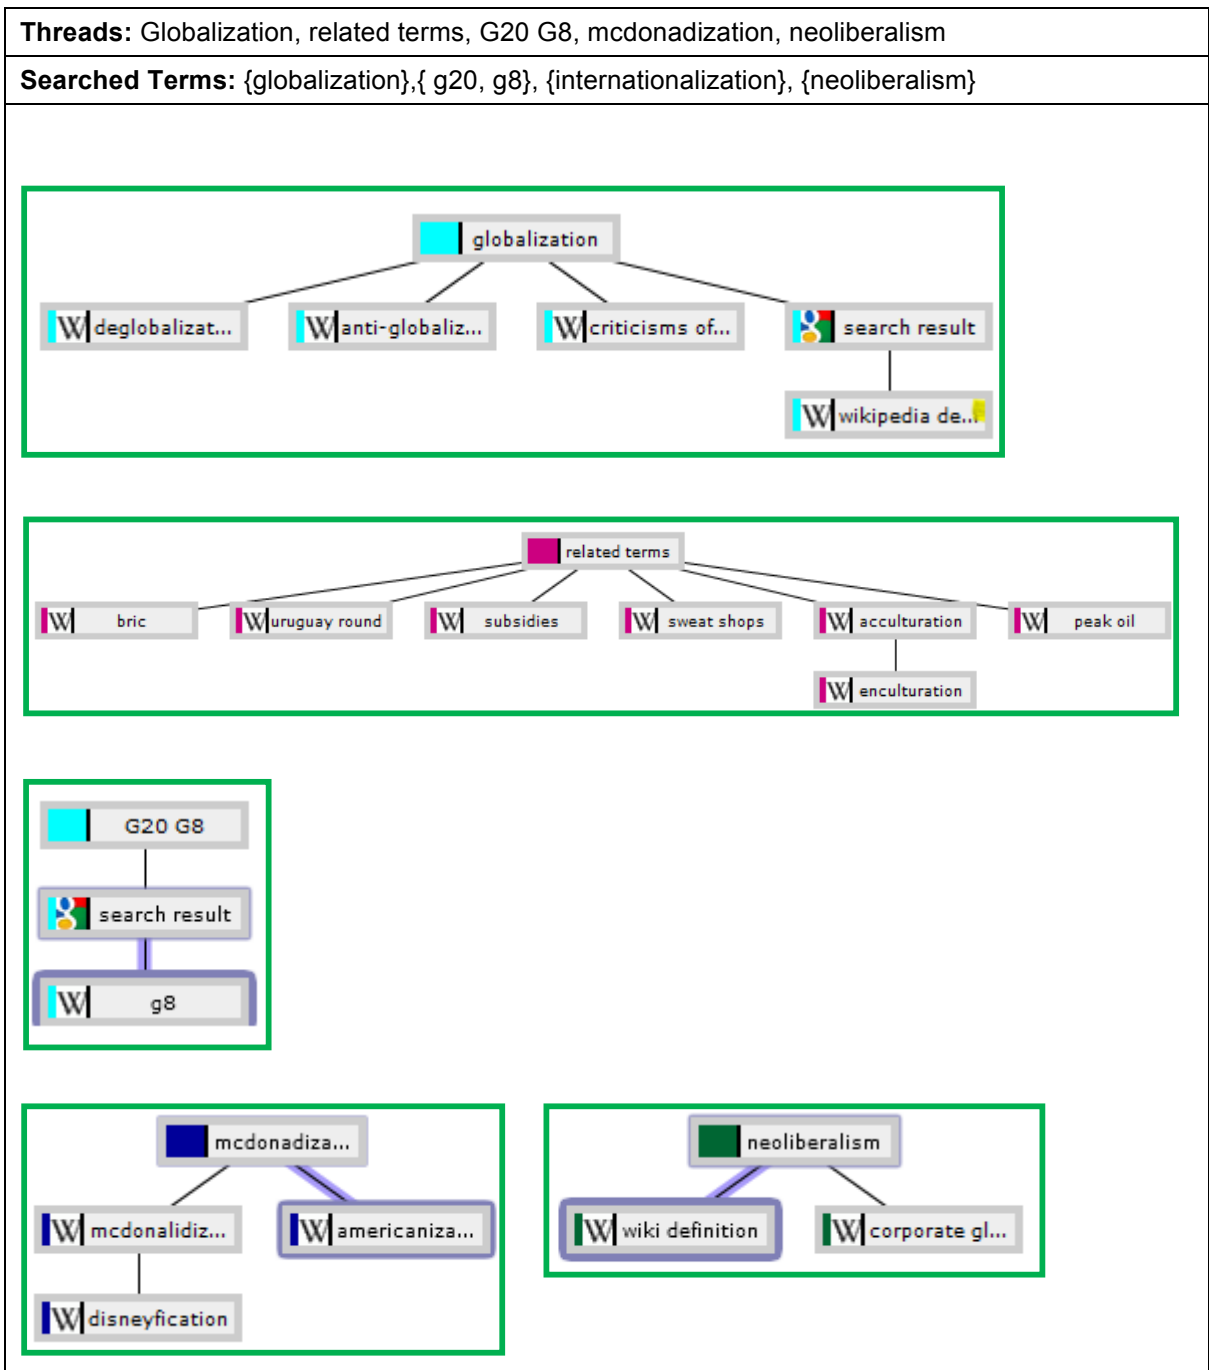 Threads: Globalization, related terms, G20 G8, mcdonadization, neoliberalism
Searched Terms: {globalization},{ g20, g8}, {internationalization}, {neoliberalism}
globalization
W deglobalizat...
W anti-globaliz...
W criticisms of...
search result
W wikipedia de...
related terms
W bric
W uruguay round
W subsidies
W sweat shops
W acculturation
W peak oil
W enculturation
G20 G8
search result
W g8
mcdonadiza...
W mcdonalidiz...
W americaniza...
W disneyfication
neoliberalism
W wiki definition
W corporate gl...